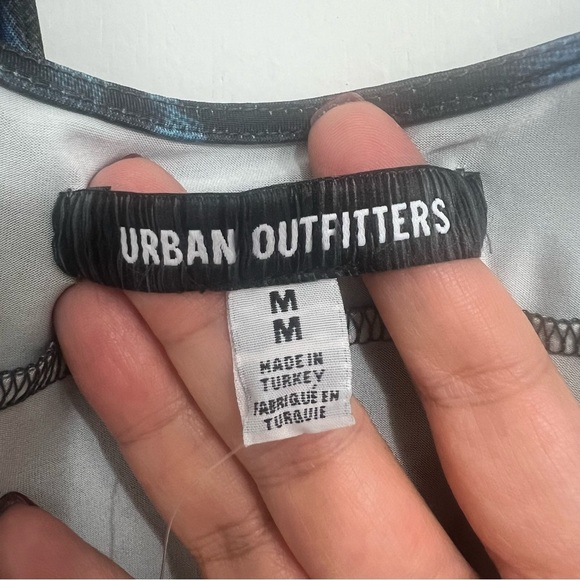 URBAN OUTFITTERS
M
M
MADE IN
TURKEY
FABRIQUÉ EN
TURQUIE